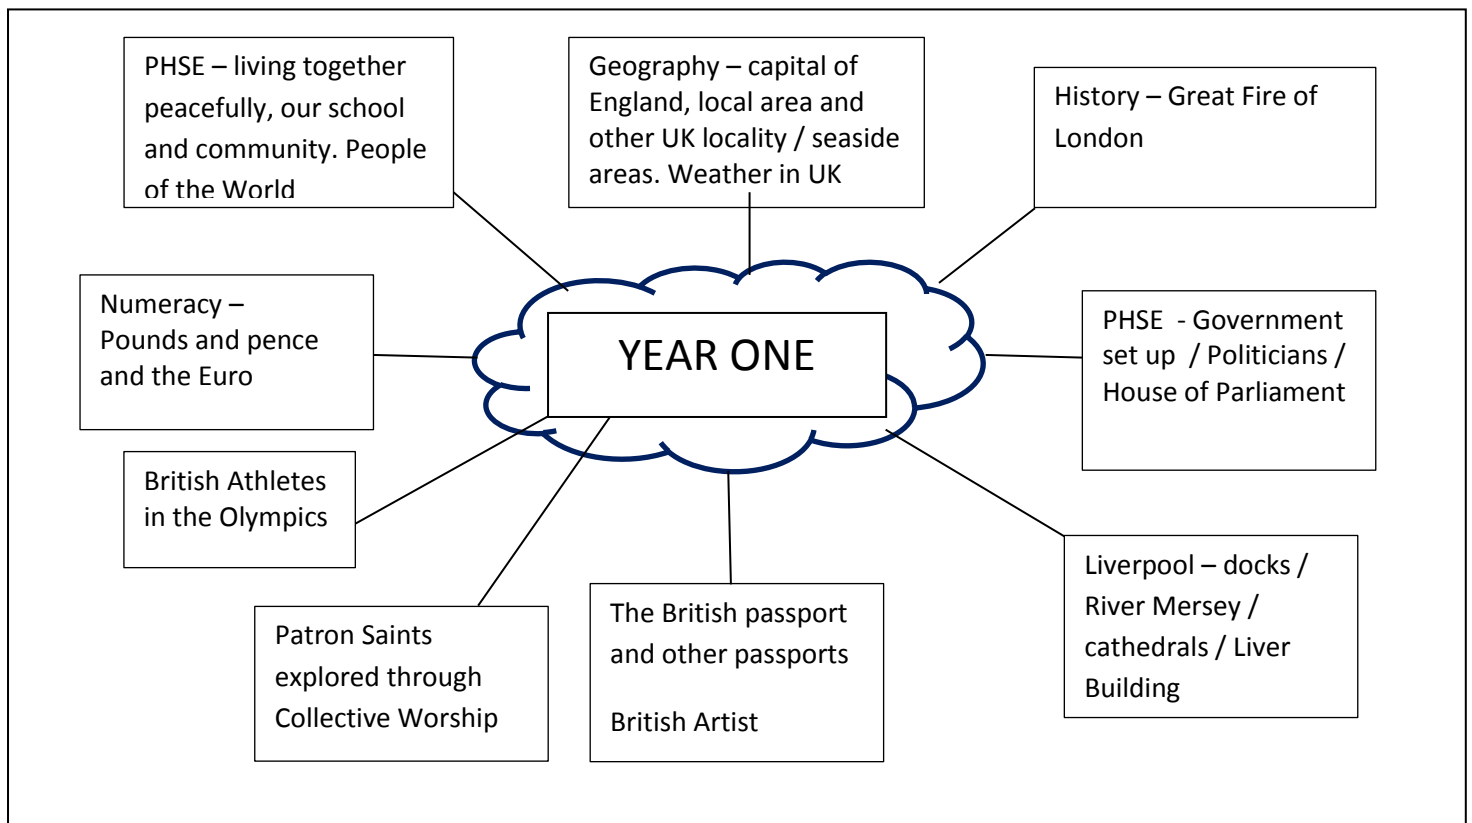 PHSE – living together
peacefully, our school
and community. People
of the World
Geography – capital of
England, local area and
other UK locality / seaside
areas. Weather in UK
History – Great Fire of
London
Numeracy –
Pounds and pence
and the Euro
YEAR ONE
PHSE  - Government
set up  / Politicians /
House of Parliament
British Athletes
in the Olympics
Patron Saints
explored through
Collective Worship
The British passport
and other passports
British Artist
Liverpool – docks /
River Mersey /
cathedrals / Liver
Building